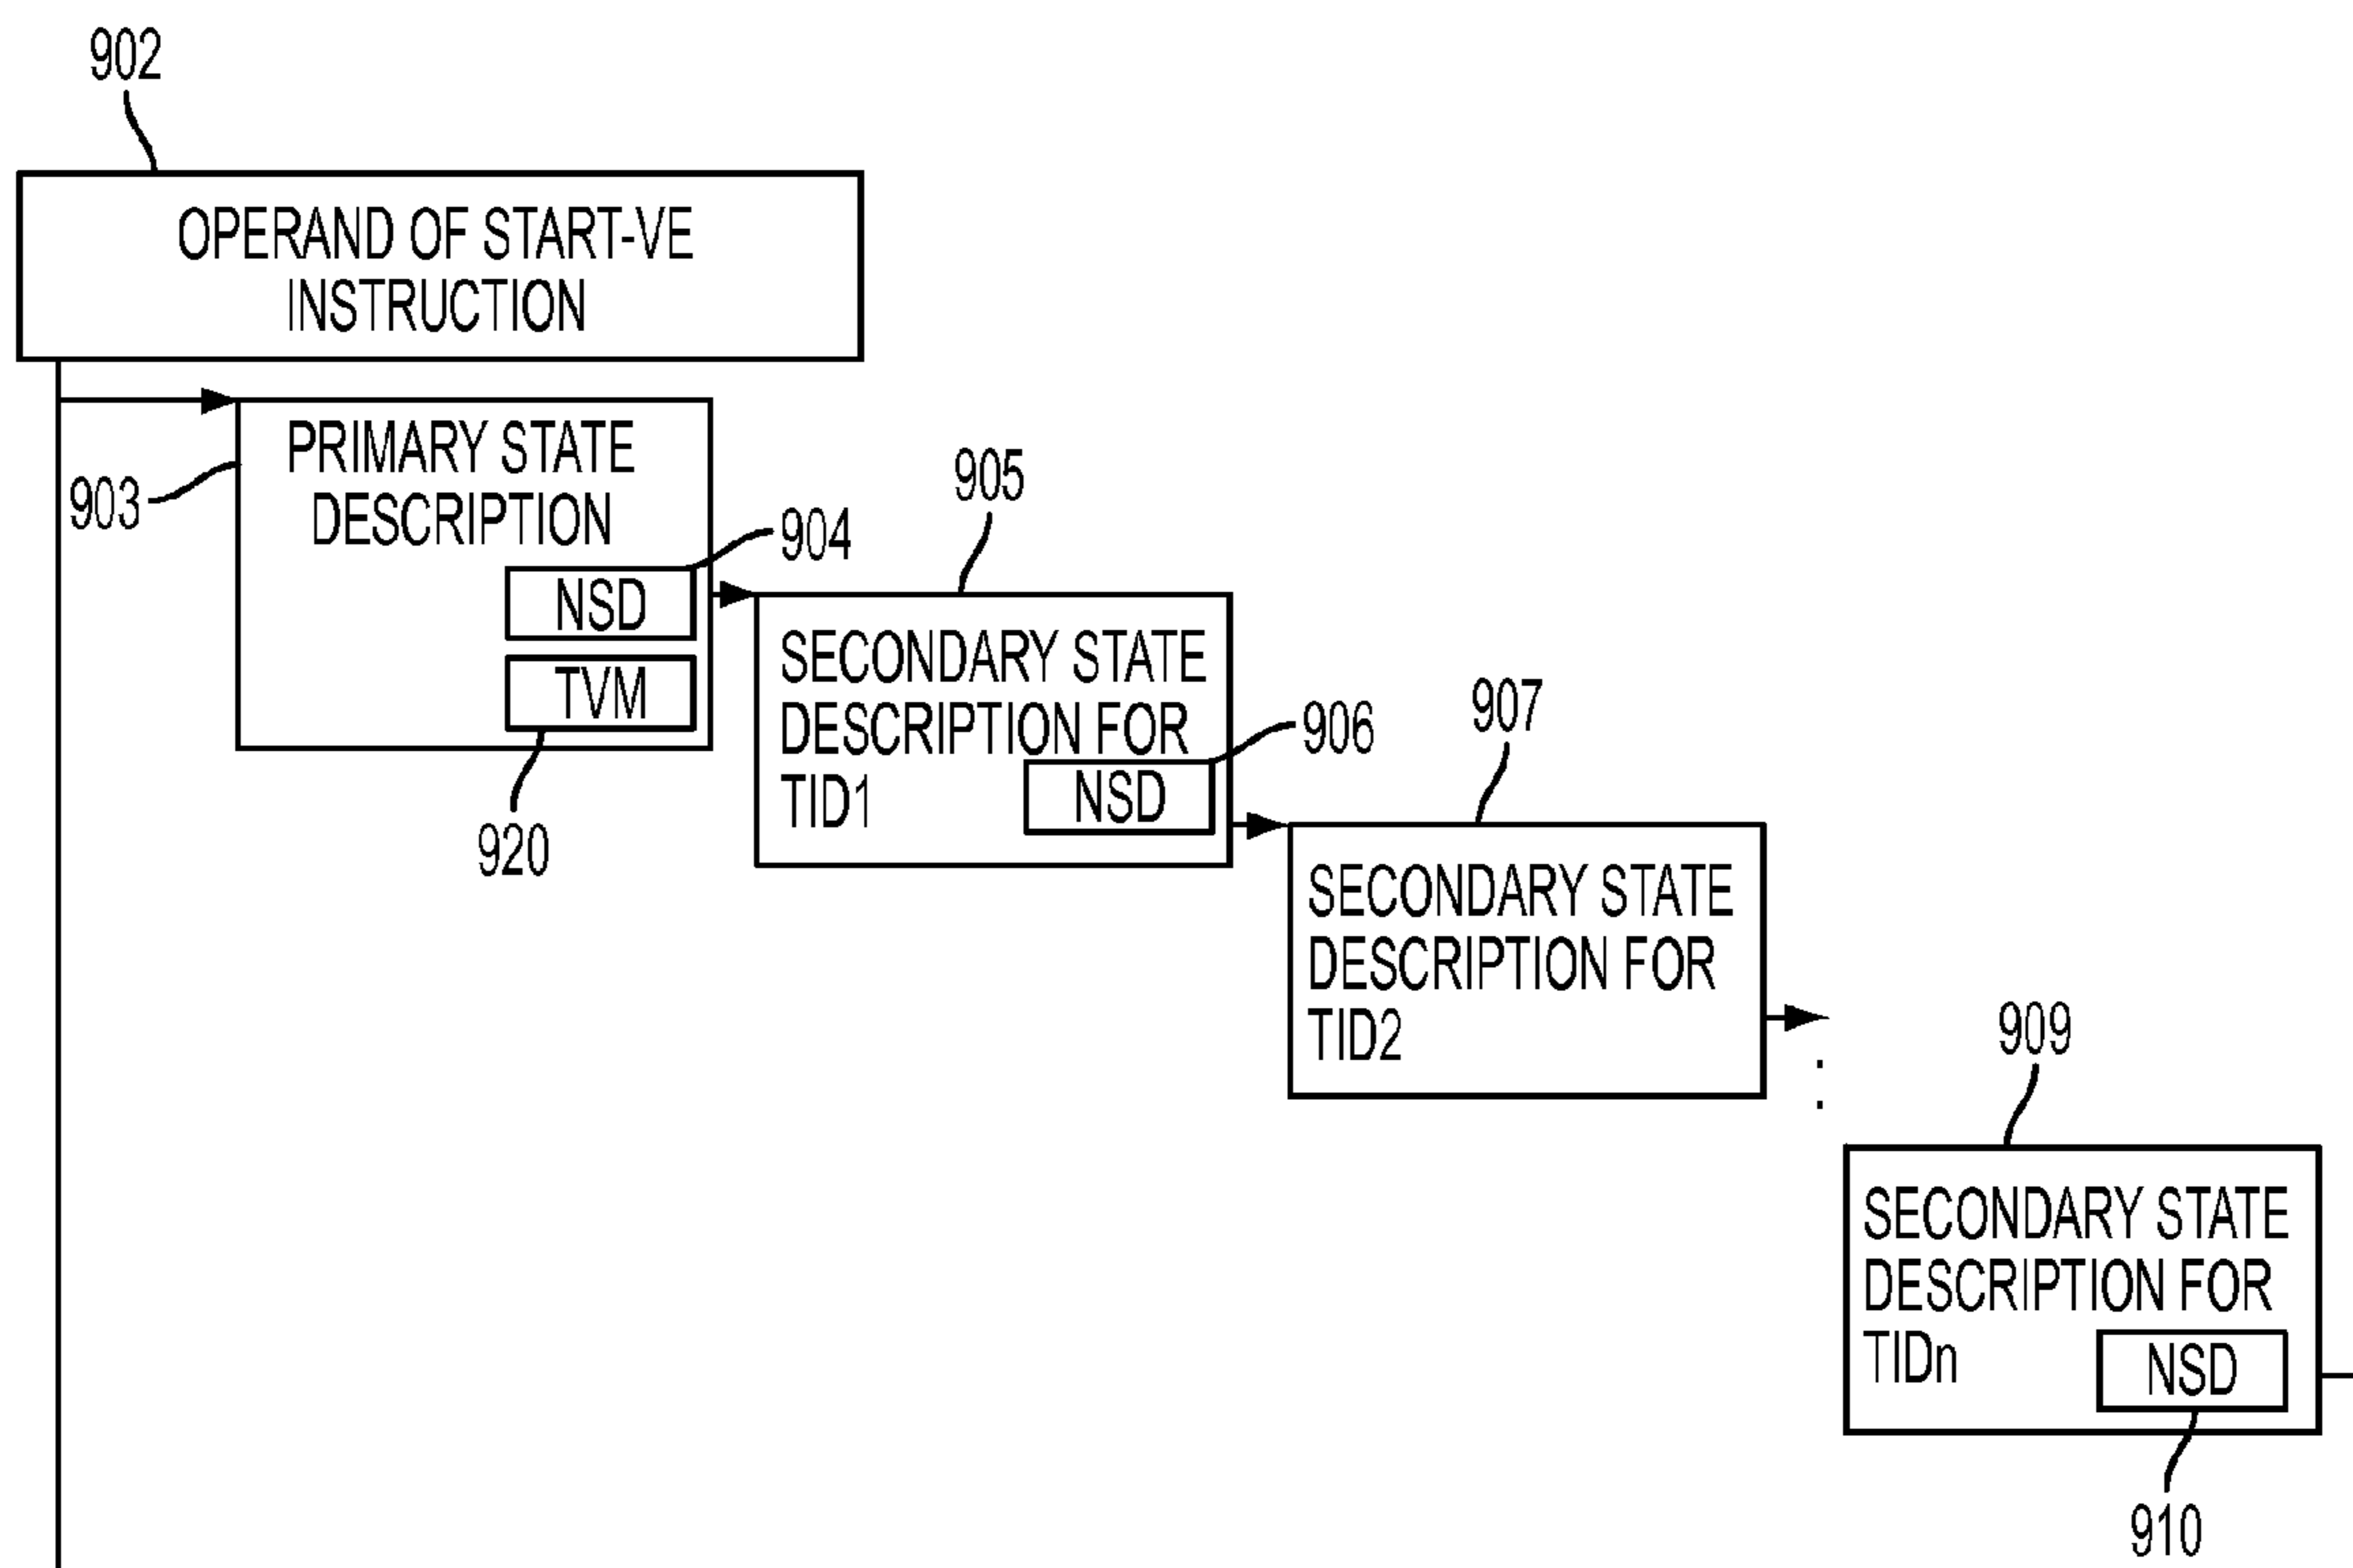 902
OPERAND OF START-VE
INSTRUCTION
903
PRIMARY STATE
DESCRIPTION
904
NSD
TVM
920
905
SECONDARY STATE
DESCRIPTION FOR
TID1
NSD
906
907
SECONDARY STATE
DESCRIPTION FOR
TID2
909
SECONDARY STATE
DESCRIPTION FOR
TIDn
NSD
910